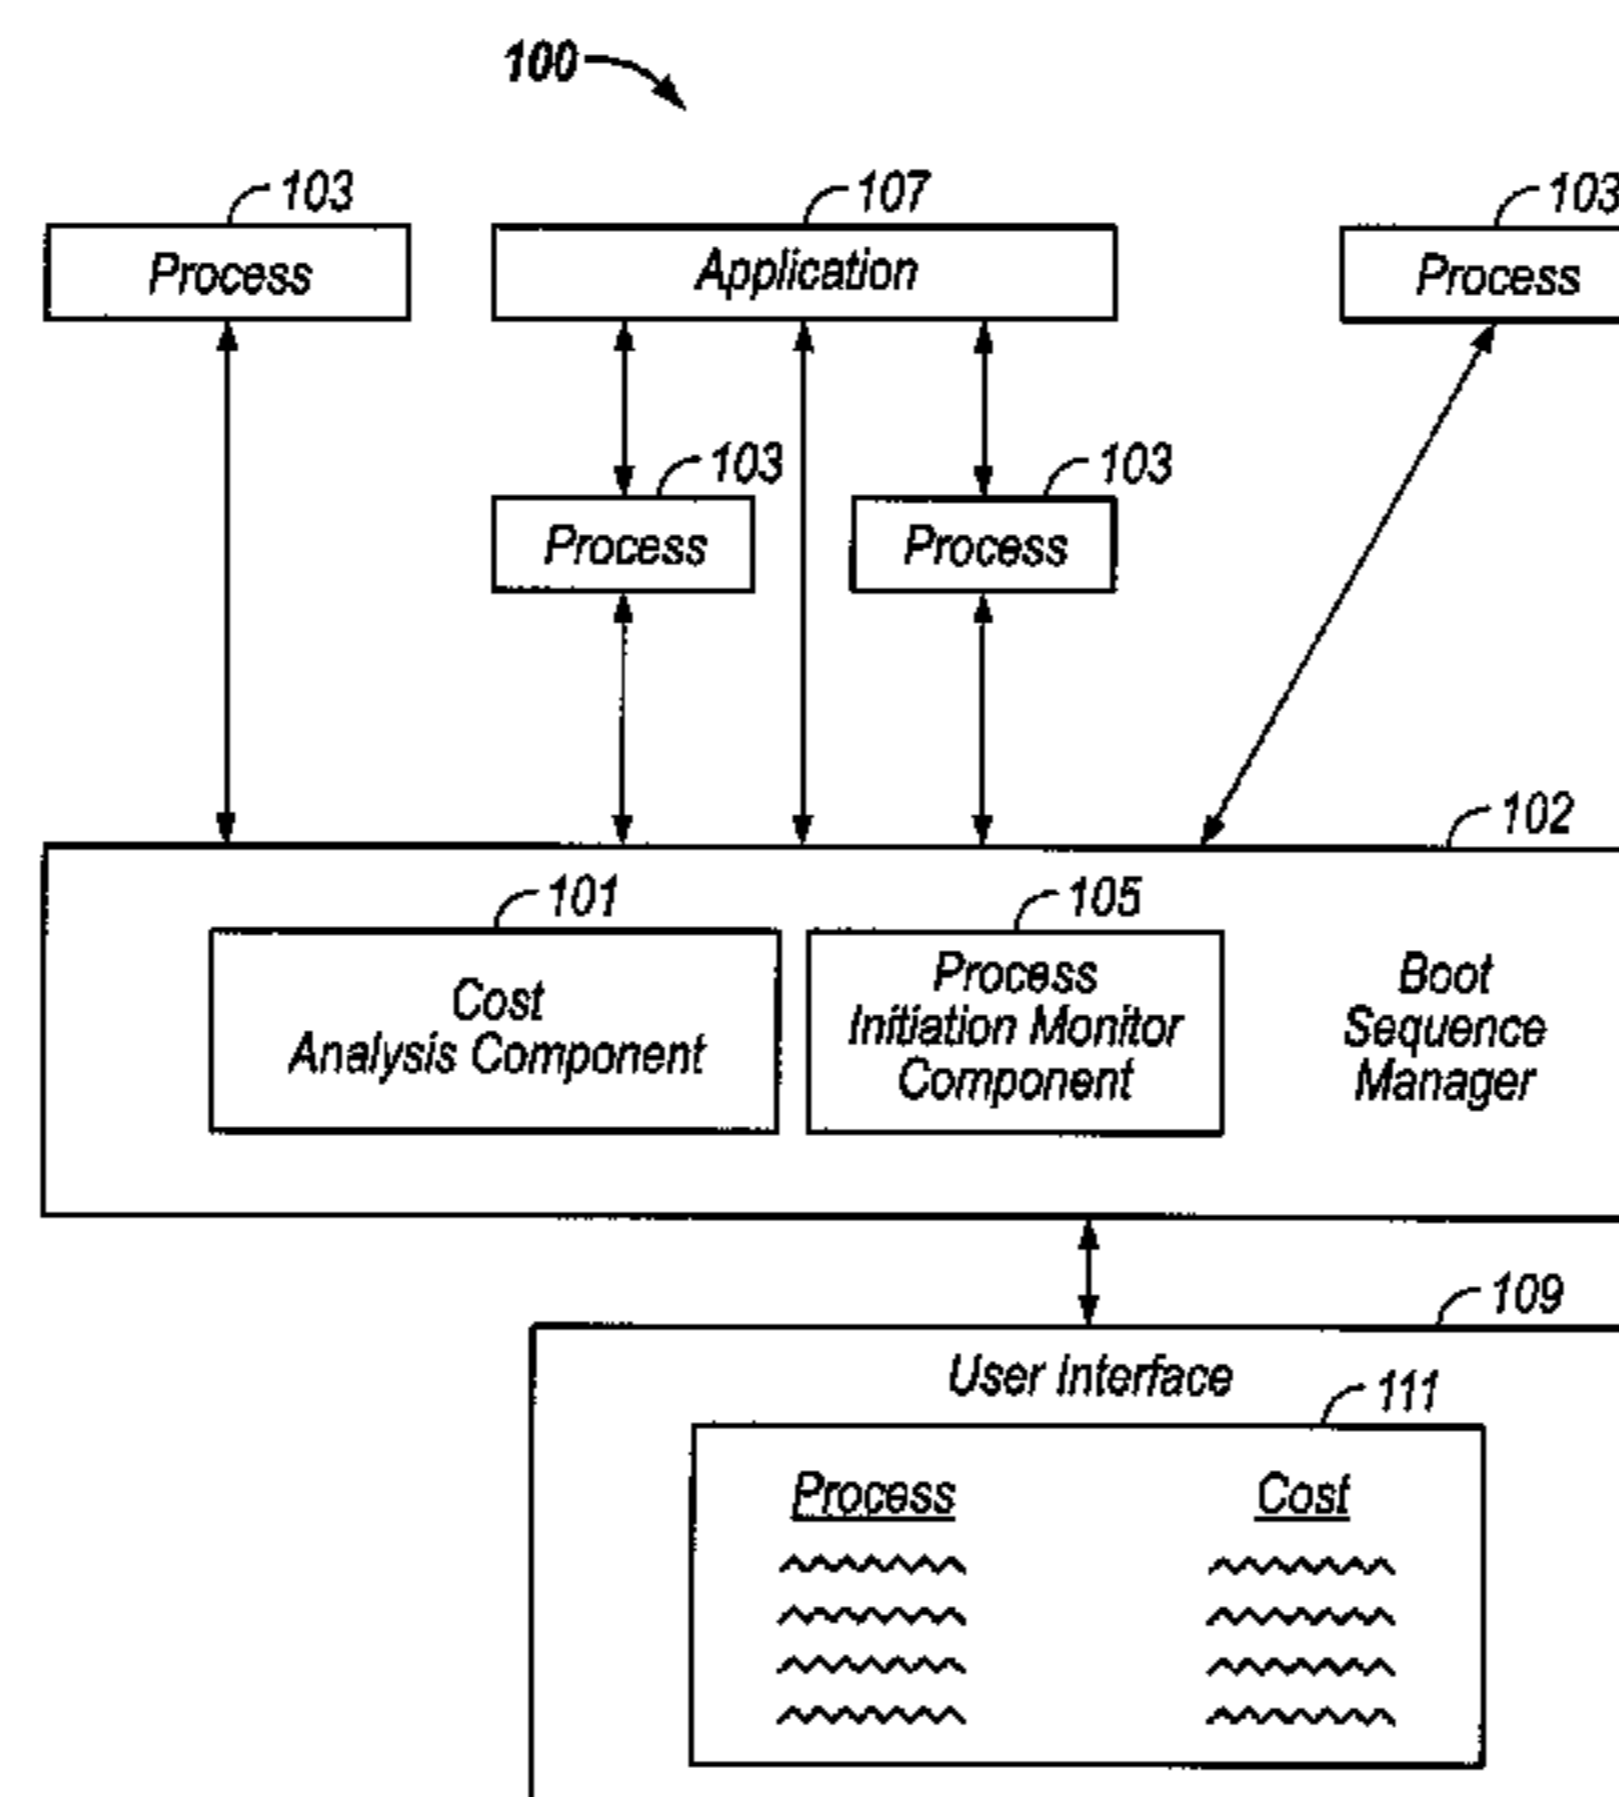 100
103
107
103
Process
Application
Process
103
103
Process
Process
102
101
105
Cost
Analysis Component
Process
Initiation Monitor
Component
Boot
Sequence
Manager
109
User Interface
111
Process
Cost